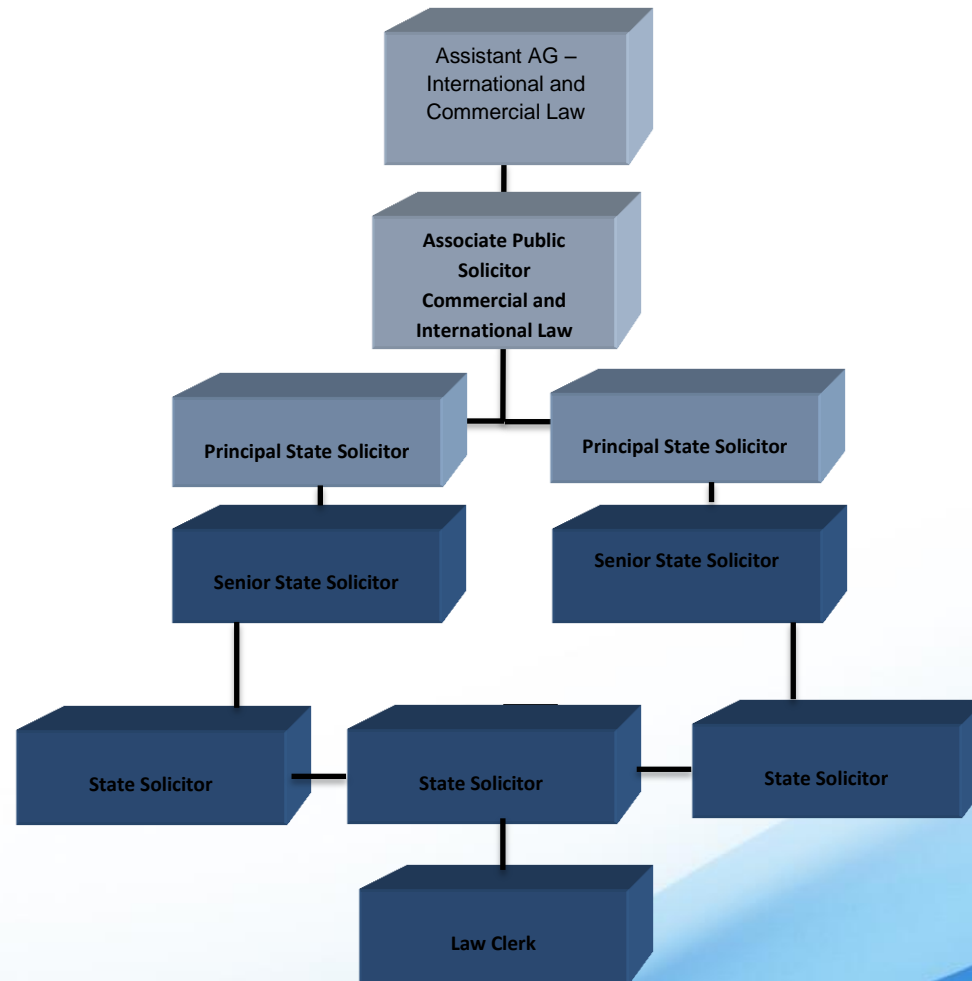 Assistant AG –
International and
Commercial Law
Associate Public
Solicitor
Commercial and
International Law
Principal State Solicitor
Principal State Solicitor
Senior State Solicitor
Senior State Solicitor
State Solicitor
State Solicitor
State Solicitor
Law Clerk